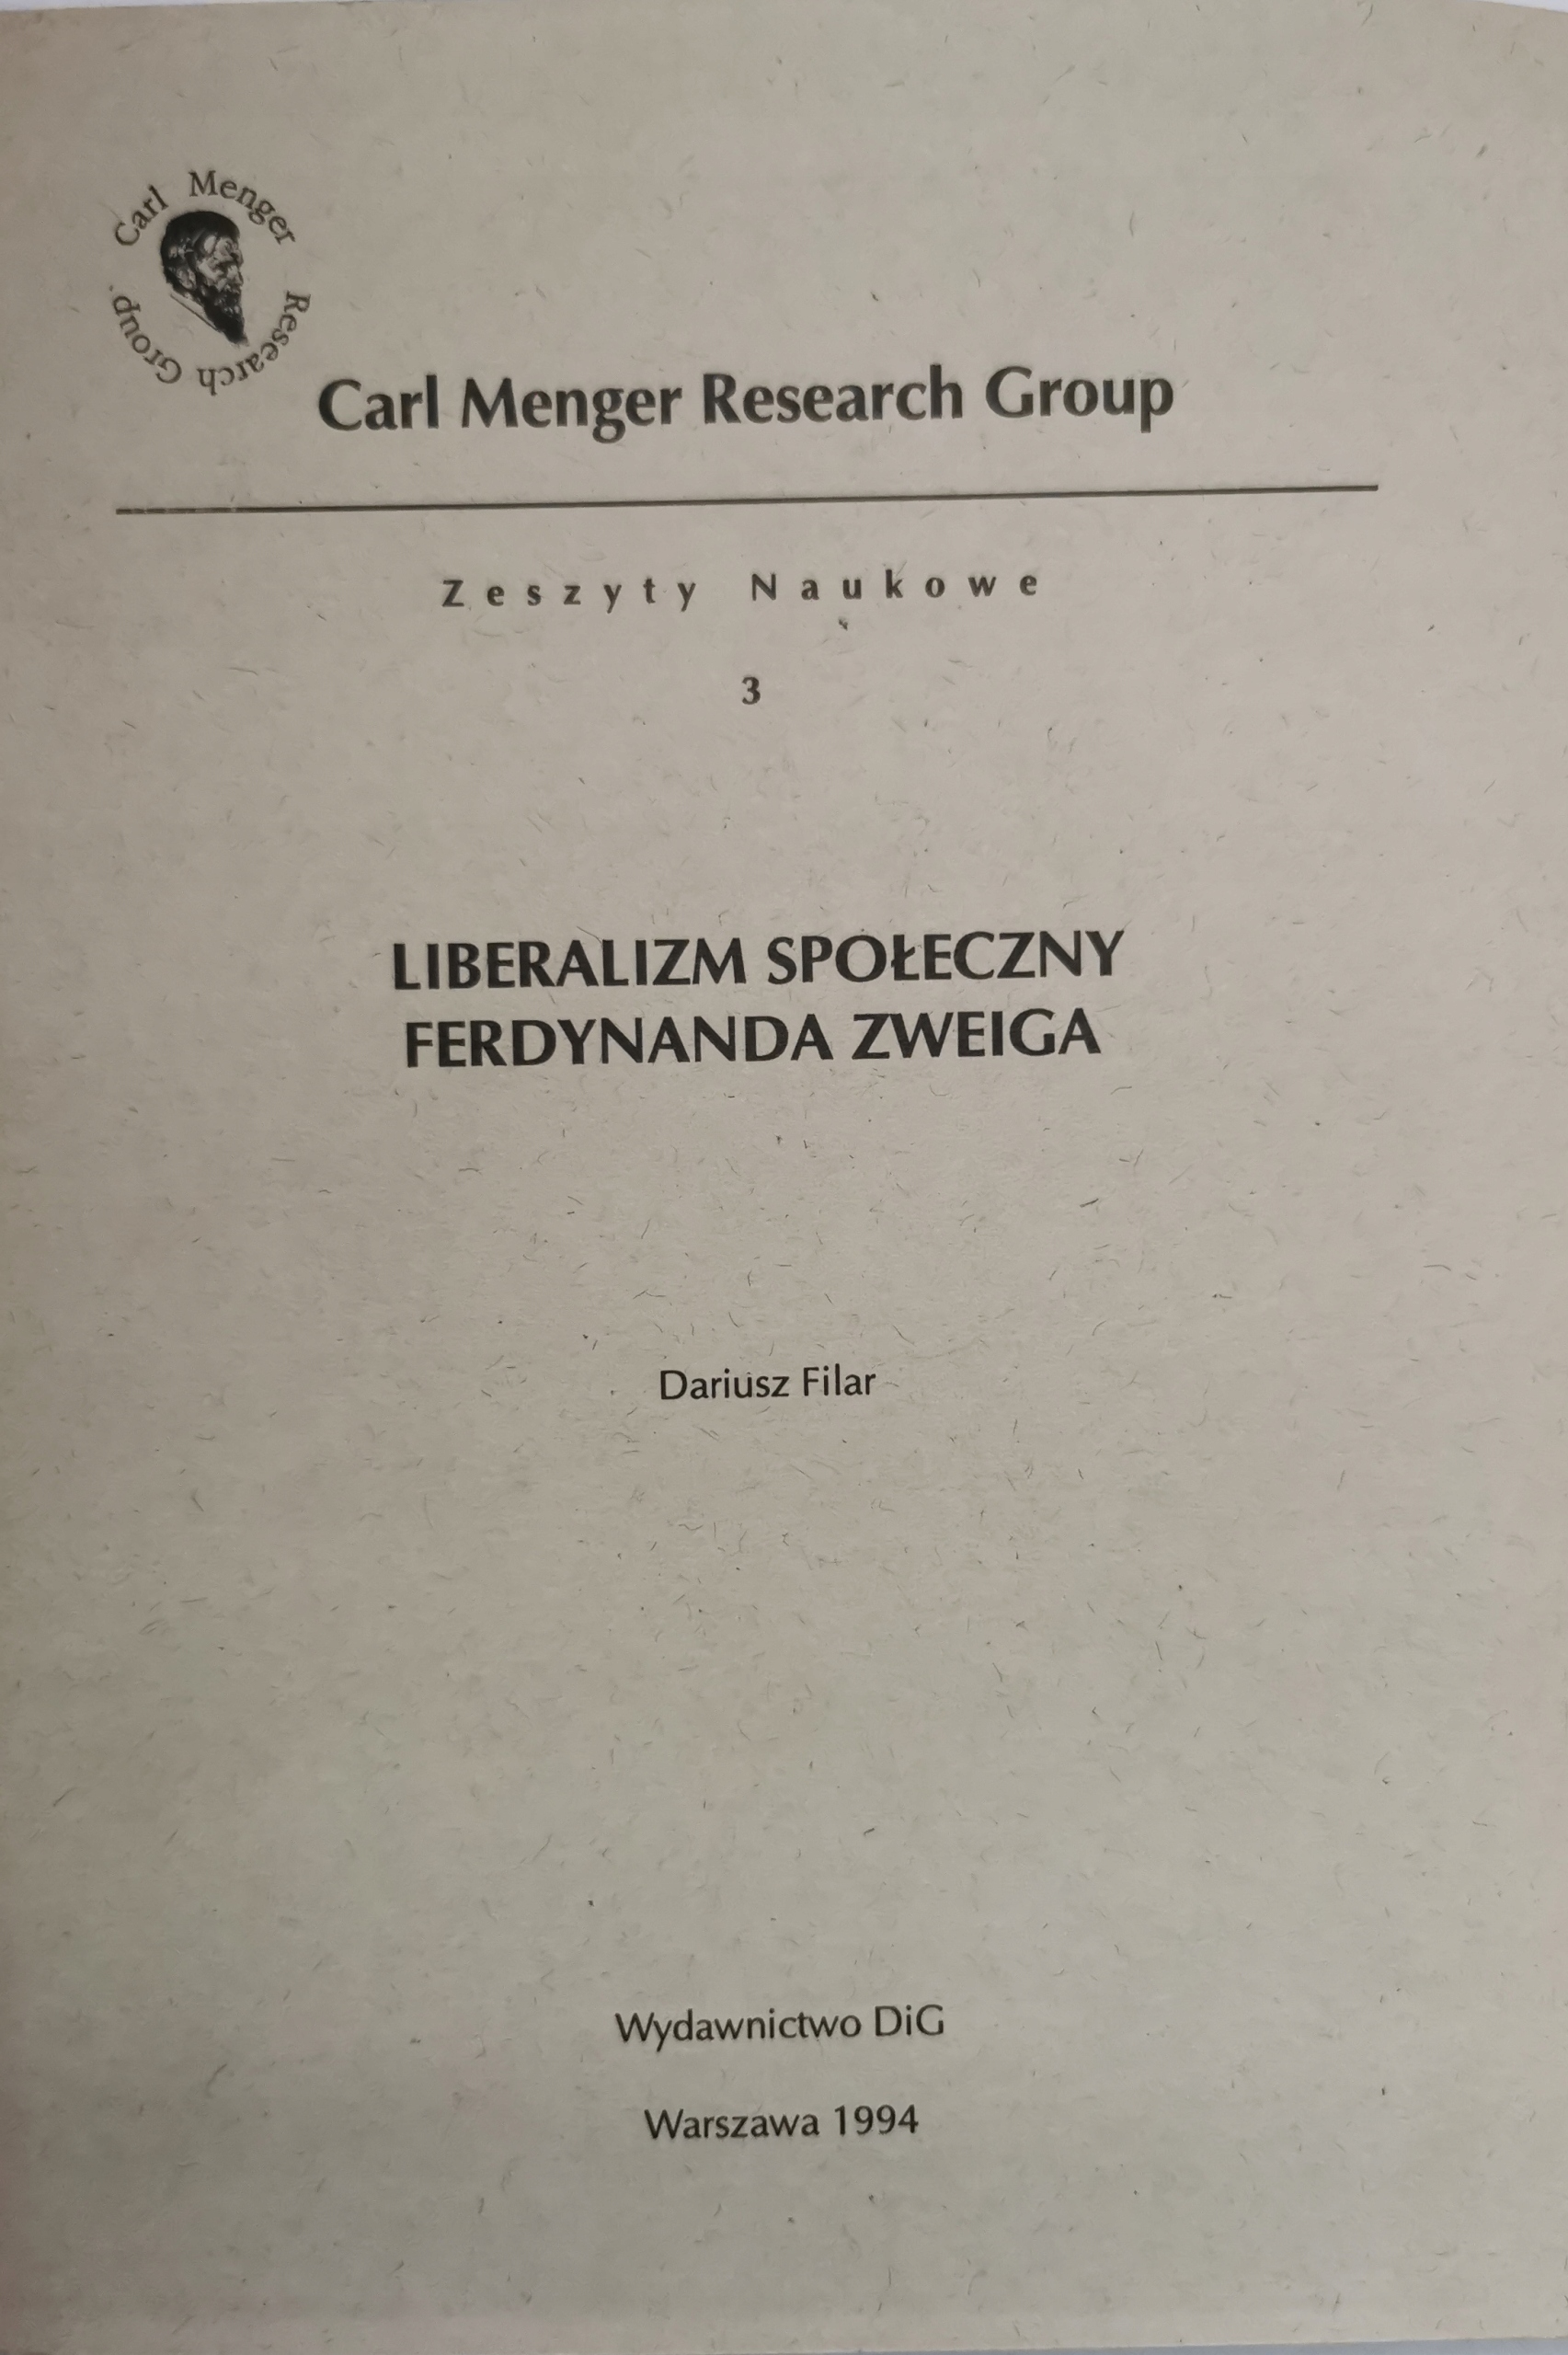 Carl Menger Research Group
Carl Menger Research Group
Zeszyty Naukowe
3
LIBERALIZM SPOŁECZNY
FERDYNANDA ZWEIGA
Dariusz Filar
Wydawnictwo DiG
Warszawa 1994